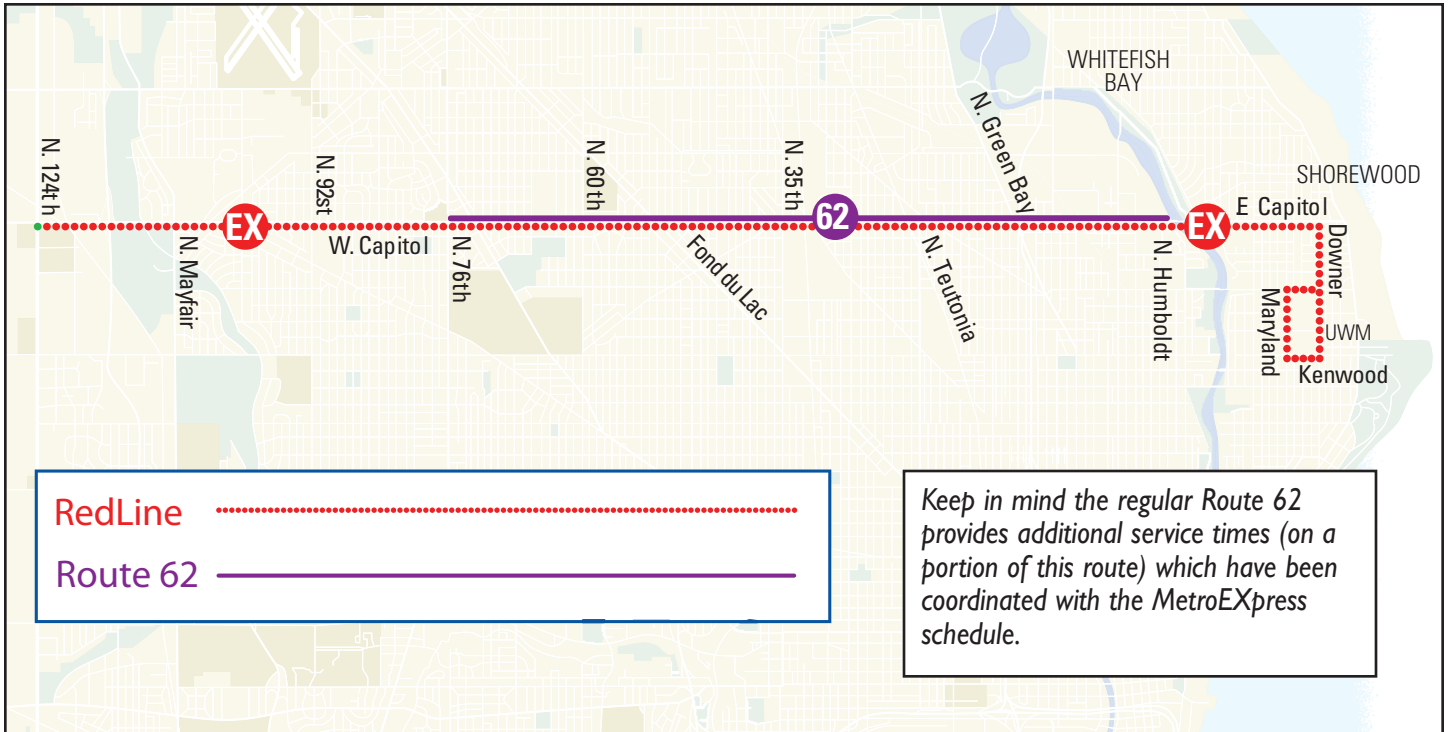 WHITEFISH
BAY
N. Green Bay
N. 124th
N. 92st
N. 60th
N. 35th
SHOREWOOD
EX
62
EX
E Capitol
N. Mayfair
W. Capitol
N. 76th
Fond du Lac
N. Teutonia
N. Humboldt
Downer
Maryland
UWM
Kenwood
RedLine
Route 62
Keep in mind the regular Route 62
provides additional service times (on a
portion of this route) which have been
coordinated with the MetroEXpress
schedule.